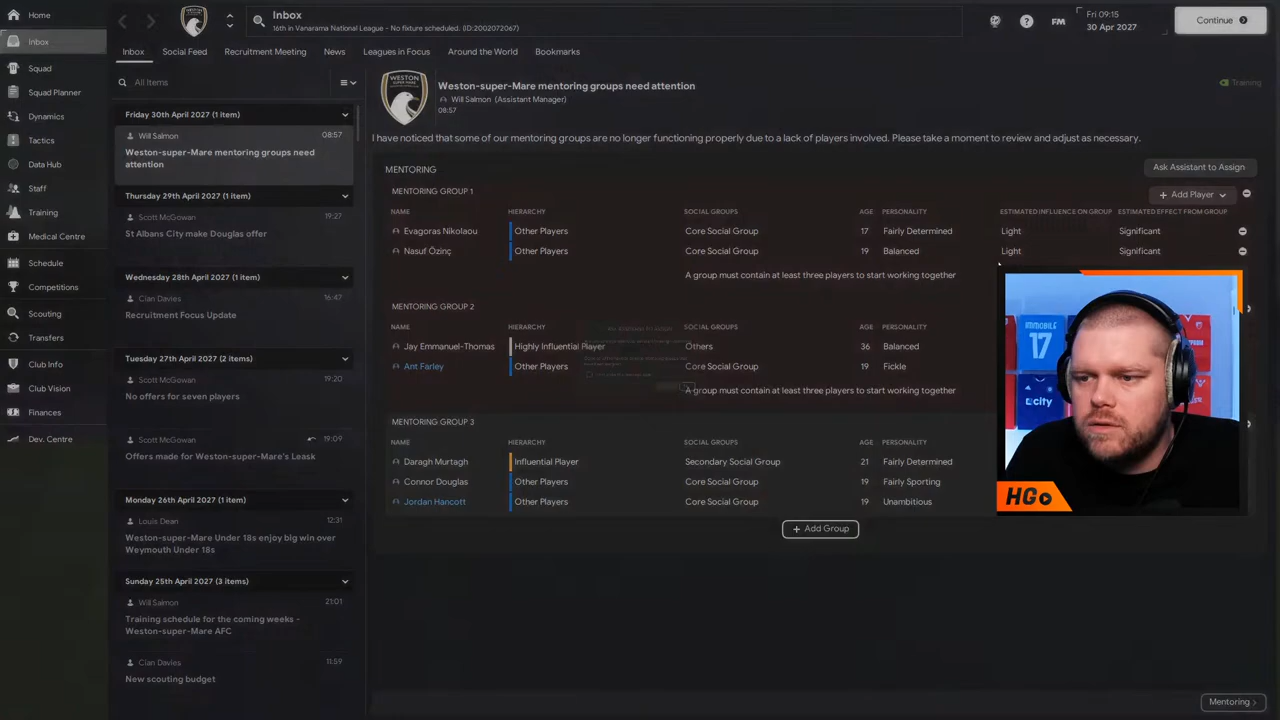 Home
Inbox
Squad
Squad Planner
Dynamics
Tactics
Data Hub
Staff
Training
Medical Centre
Schedule
Competitions
Scouting
Transfers
Club Info
Club Vision
Finances
Dev. Centre
Inbox
16th in Vanarama National League - No fixture scheduled. (ID:2002072067)
FM
Fri 09:15
30 Apr 2027
Continue
Inbox
Social Feed
Recruitment Meeting
News
Leagues in Focus
Around the World
Bookmarks
All Items
Friday 30th April 2027 (1 item)
Will Salmon 08:57
Weston-super-Mare mentoring groups need
attention
Thursday 29th April 2027 (1 item)
Scott McGowan 19:27
St Albans City make Douglas offer
Wednesday 28th April 2027 (1 item)
Cian Davies 16:47
Recruitment Focus Update
Tuesday 27th April 2027 (2 items)
Scott McGowan 19:20
No offers for seven players
Scott McGowan 19:09
Offers made for Weston-super-Mare's Leask
Monday 26th April 2027 (1 item)
Louis Dean 12:31
Weston-super-Mare Under 18s enjoy big win over
Weymouth Under 18s
Sunday 25th April 2027 (3 items)
Will Salmon 21:01
Training schedule for the coming weeks -
Weston-super-Mare AFC
Cian Davies 11:59
New scouting budget
Weston-super-Mare mentoring groups need attention
Will Salmon (Assistant Manager)
08:57
Training
I have noticed that some of our mentoring groups are no longer functioning properly due to a lack of players involved. Please take a moment to review and adjust as necessary.
MENTORING
Ask Assistant to Assign
MENTORING GROUP 1
Add Player
NAME HIERARCHY SOCIAL GROUPS AGE PERSONALITY ESTIMATED INFLUENCE ON GROUP ESTIMATED EFFECT FROM GROUP
Evagoras Nikolaou Other Players Core Social Group 17 Fairly Determined Light Significant
Nasuf Özinç Other Players Core Social Group 19 Balanced Light Significant
A group must contain at least three players to start working together
MENTORING GROUP 2
NAME HIERARCHY SOCIAL GROUPS AGE PERSONALITY
Jay Emmanuel-Thomas Highly Influential Player Others 36 Balanced
Ant Farley Other Players Core Social Group 19 Fickle
A group must contain at least three players to start working together
MENTORING GROUP 3
NAME HIERARCHY SOCIAL GROUPS AGE PERSONALITY
Daragh Murtagh Influential Player Secondary Social Group 21 Fairly Determined
Connor Douglas Other Players Core Social Group 19 Fairly Sporting
Jordan Hancott Other Players Core Social Group 19 Unambitious
+ Add Group
IMMOBILE
17
city
HG
Mentoring >